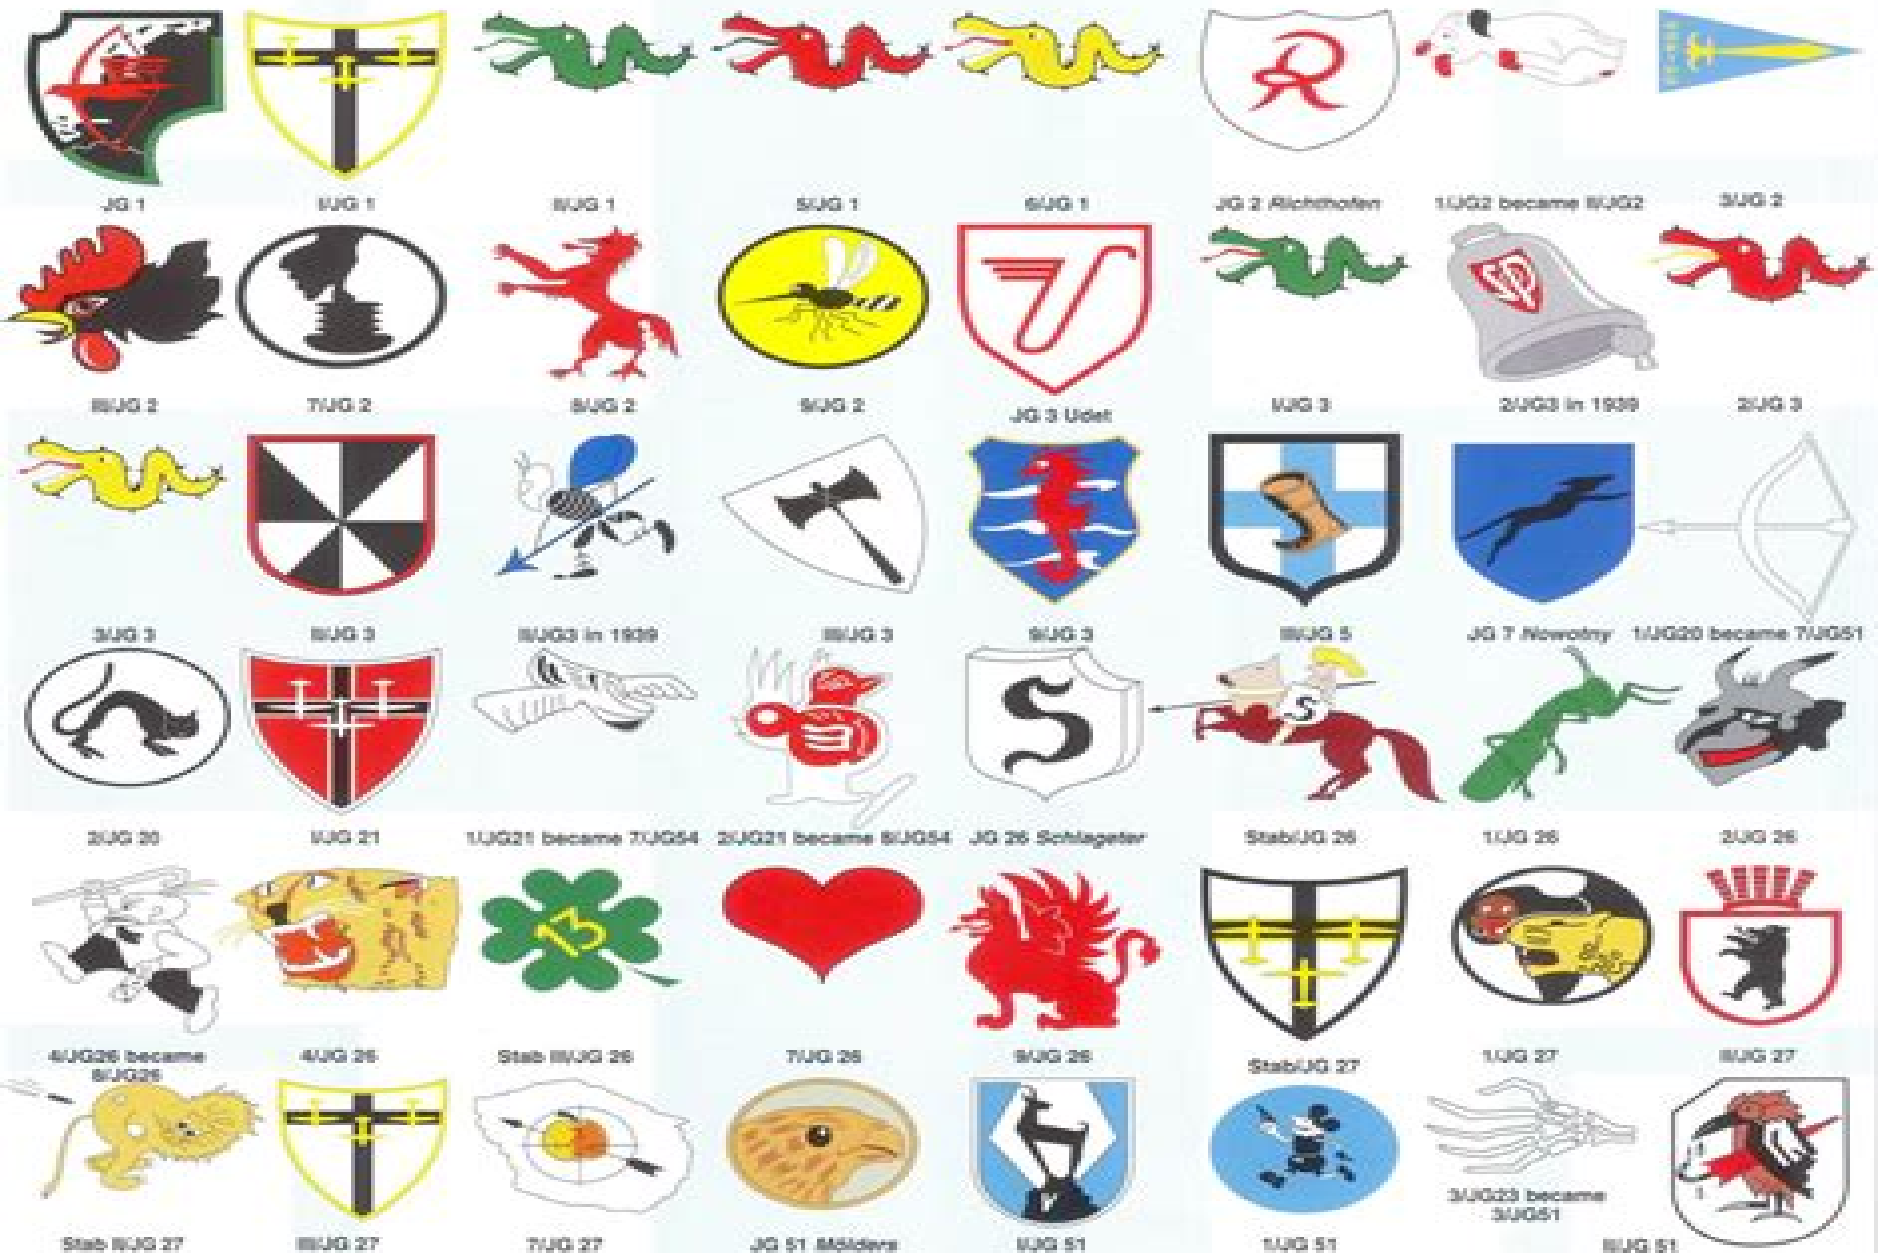 JG 1
I/JG 1
II/JG 1
5/JG 1
6/JG 1
JG 2 Richthofen
1/JG2 became II/JG2
3/JG 2
III/JG 2
7/JG 2
8/JG 2
9/JG 2
JG 3 Udet
I/JG 3
2/JG3 in 1939
2/JG 3
3/JG 3
II/JG 3
II/JG3 in 1939
III/JG 3
9/JG 3
III/JG 5
JG 7 Nowotny
1/JG20 became 7/JG51
S
2/JG 20
I/JG 21
1/JG21 became 7/JG54
2/JG21 became 8/JG54
JG 26 Schlageter
Stab/JG 26
1/JG 26
2/JG 26
13
4/JG26 became
8/JG26
4/JG 26
Stab III/JG 26
7/JG 26
9/JG 26
Stab/JG 27
1/JG 27
II/JG 27
Stab II/JG 27
III/JG 27
7/JG 27
JG 51 Mölders
I/JG 51
1/JG 51
3/JG23 became
3/JG51
II/JG 51